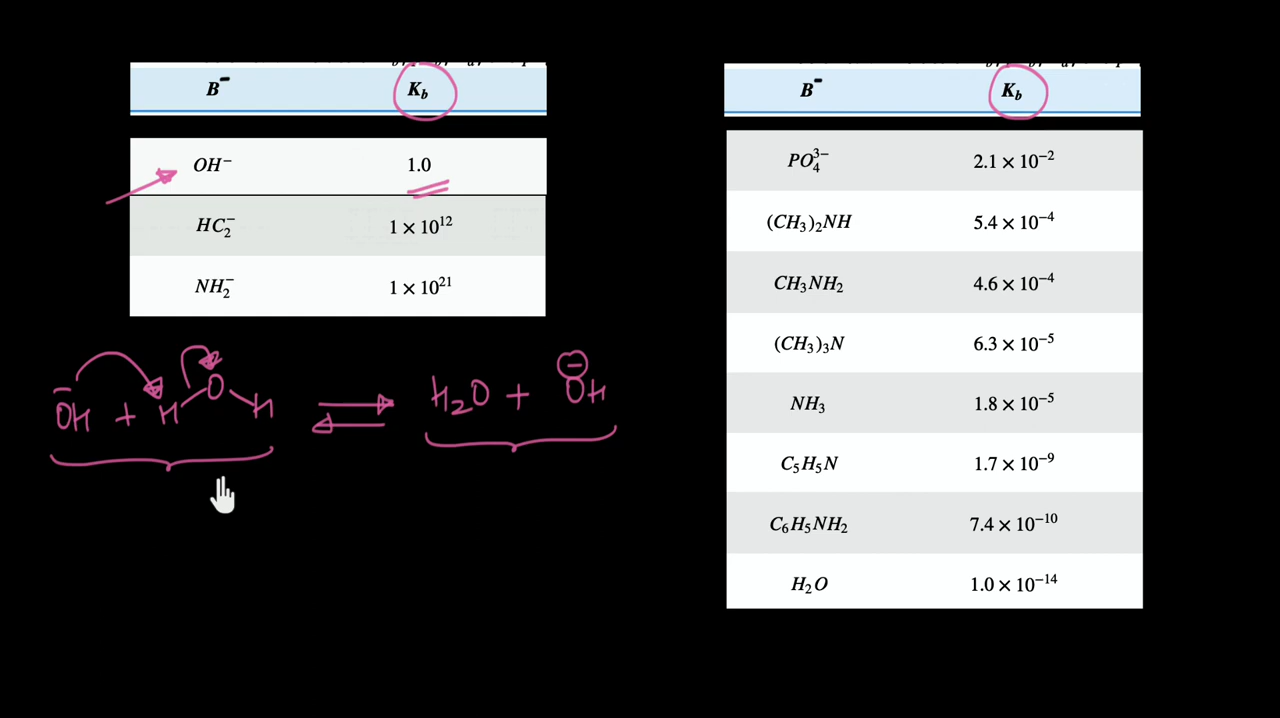 B⁻ K_b
OH⁻ 1.0
HC₂⁻ 1 × 10¹²
NH₂⁻ 1 × 10²¹
B⁻ K_b
PO₄³⁻ 2.1 × 10⁻²
(CH₃)₂NH 5.4 × 10⁻⁴
CH₃NH₂ 4.6 × 10⁻⁴
(CH₃)₃N 6.3 × 10⁻⁵
NH₃ 1.8 × 10⁻⁵
C₅H₅N 1.7 × 10⁻⁹
C₆H₅NH₂ 7.4 × 10⁻¹⁰
H₂O 1.0 × 10⁻¹⁴
⁻OH + H O H ⇌ H₂O + ⊖OH